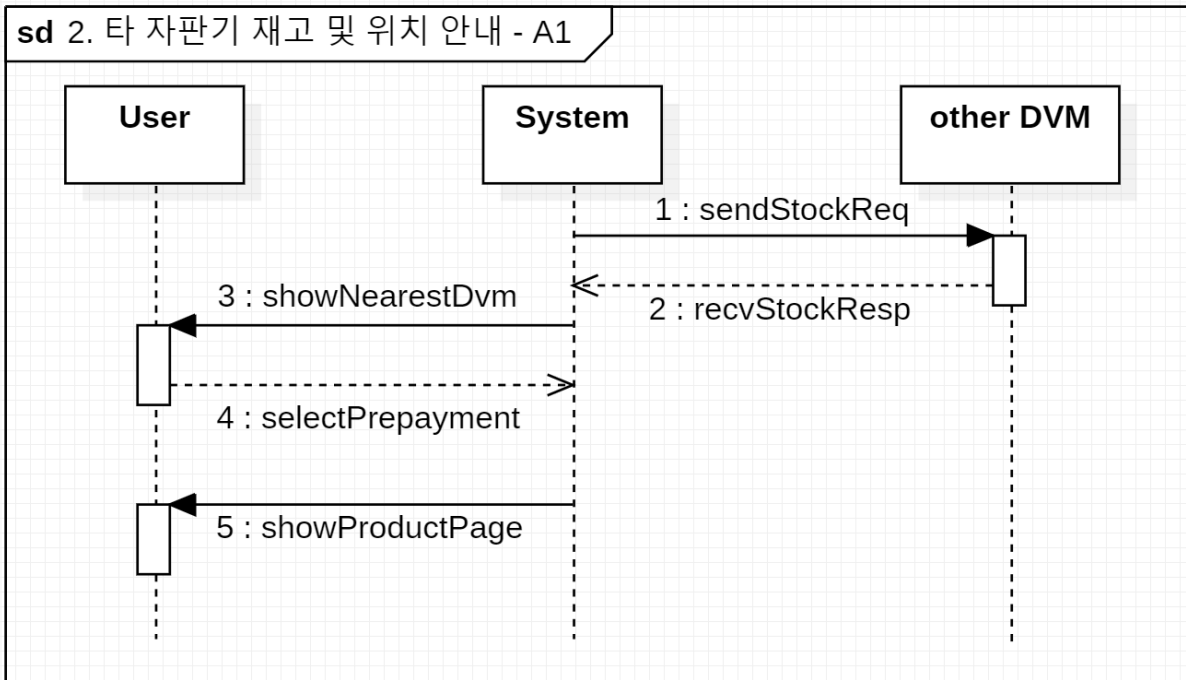 sd 2. 타 자판기 재고 및 위치 안내 - A1
User
System
other DVM
1 : sendStockReq
3 : showNearestDvm
2 : recvStockResp
4 : selectPrepayment
5 : showProductPage